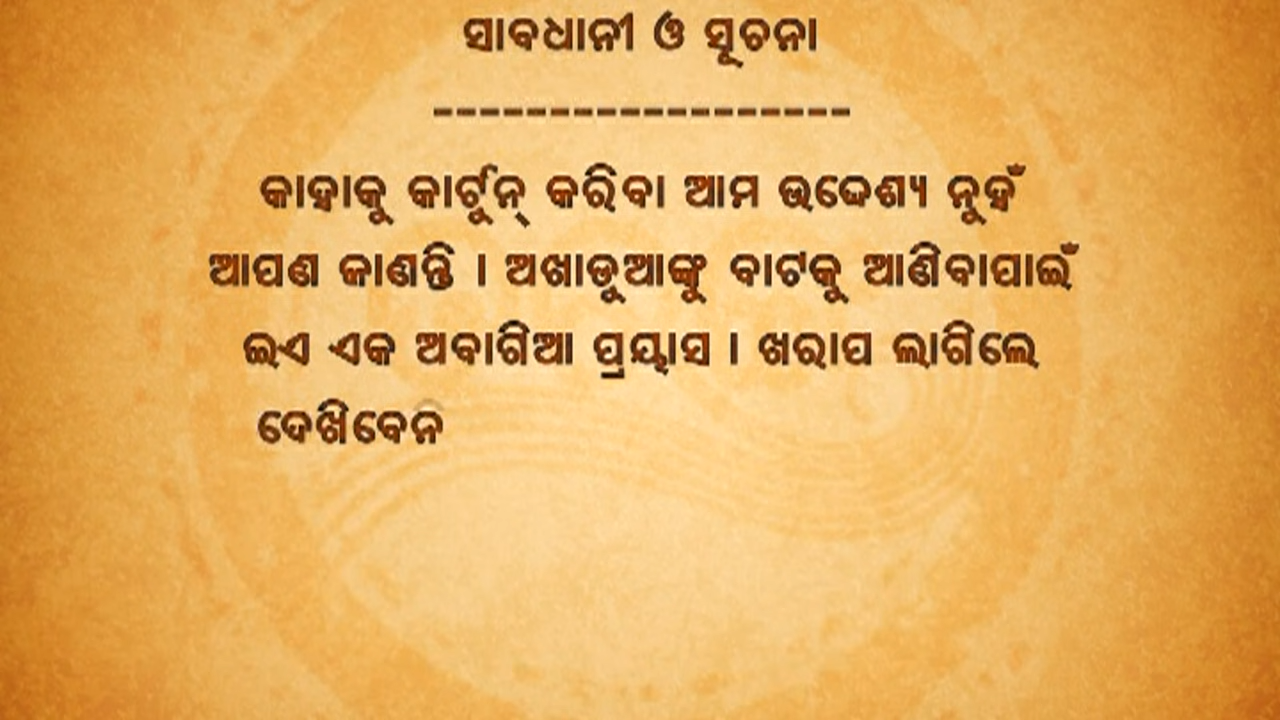 ସାବଧାନୀ ଓ ସୂଚନା
------------------
କାହାକୁ କାର୍ଟୁନ୍ କରିବା ଆମ ଉଦ୍ଦେଶ୍ୟ ନୁହଁ
ଆପଣ ଜାଣନ୍ତି । ଅଖାଡୁଆଙ୍କୁ ବାଟକୁ ଆଣିବାପାଇଁ
ଇଏ ଏକ ଅବାଗିଆ ପ୍ରୟାସ । ଖରାପ ଲାଗିଲେ
ଦେଖିବେନ